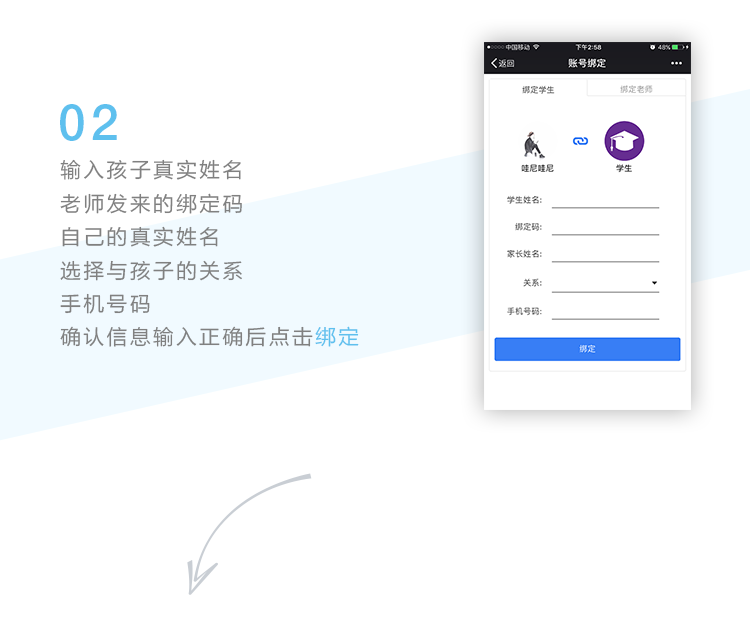 02
输入孩子真实姓名
老师发来的绑定码
自己的真实姓名
选择与孩子的关系
手机号码
确认信息输入正确后点击绑定
中国移动 下午2:58 48%
返回 账号绑定
绑定学生 绑定老师
哇尼哇尼 学生
学生姓名:
绑定码:
家长姓名:
关系:
手机号码:
绑定